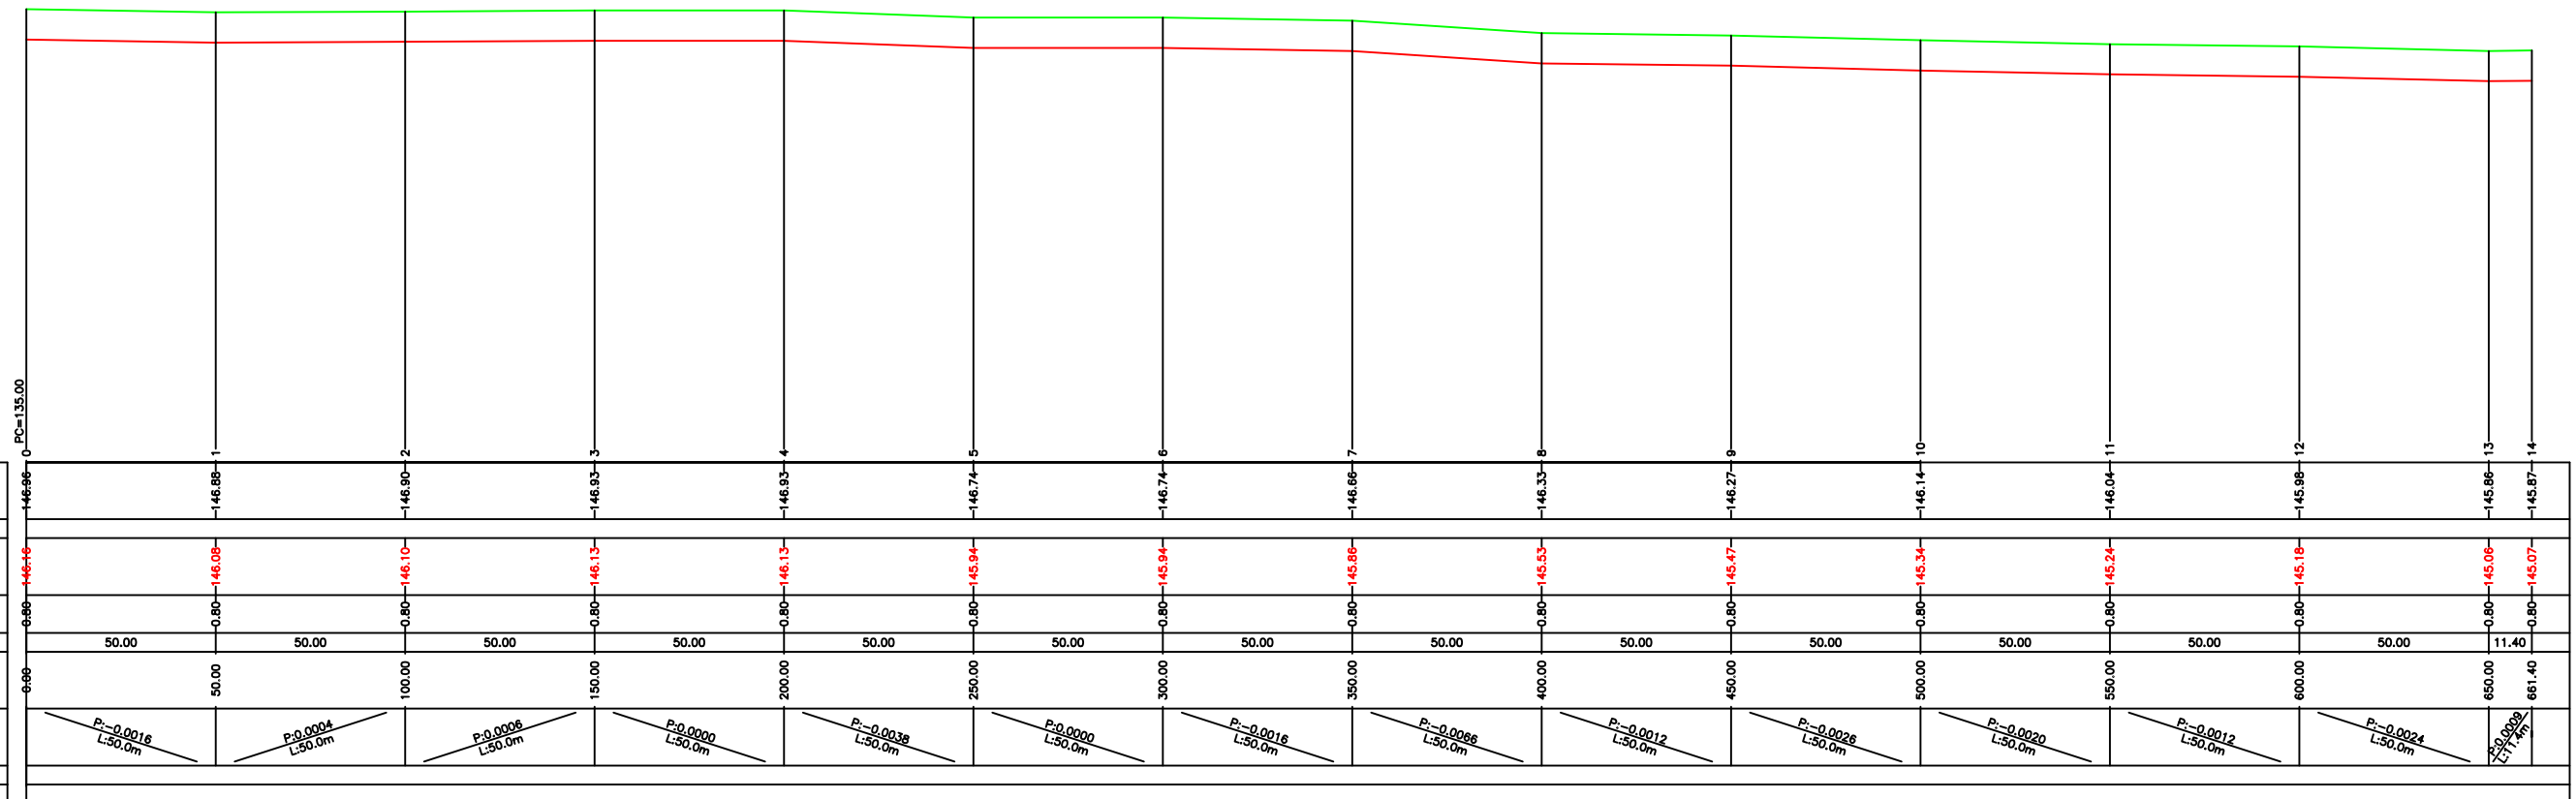 PC=135.00
0 1 2 3 4 5 6 7 8 9 10 11 12 13 14
146.96 146.88 146.90 146.93 146.93 146.74 146.74 146.66 146.33 146.27 146.14 146.04 145.98 145.86 145.87
146.16 146.08 146.10 146.13 146.13 145.94 145.94 145.86 145.53 145.47 145.34 145.24 145.18 145.06 145.07
0.80 0.80 0.80 0.80 0.80 0.80 0.80 0.80 0.80 0.80 0.80 0.80 0.80 0.80 0.80
50.00 50.00 50.00 50.00 50.00 50.00 50.00 50.00 50.00 50.00 50.00 50.00 50.00 11.40
0.00 50.00 100.00 150.00 200.00 250.00 300.00 350.00 400.00 450.00 500.00 550.00 600.00 650.00 661.40
P:-0.0016
L:50.0m
P:0.0004
L:50.0m
P:0.0006
L:50.0m
P:0.0000
L:50.0m
P:-0.0038
L:50.0m
P:0.0000
L:50.0m
P:-0.0016
L:50.0m
P:-0.0066
L:50.0m
P:-0.0012
L:50.0m
P:-0.0026
L:50.0m
P:-0.0020
L:50.0m
P:-0.0012
L:50.0m
P:-0.0024
L:50.0m
P:0.0009
L:11.4m